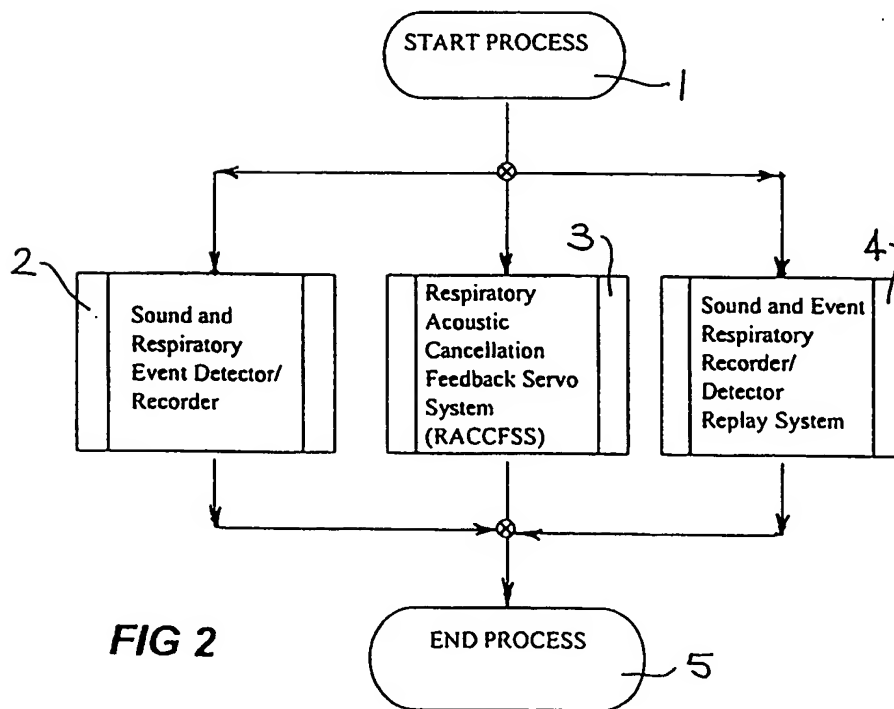 START PROCESS
1
2
Sound and
Respiratory
Event Detector/
Recorder
3
Respiratory
Acoustic
Cancellation
Feedback Servo
System
(RACCFSS)
4
Sound and Event
Respiratory
Recorder/
Detector
Replay System
FIG 2
END PROCESS
5